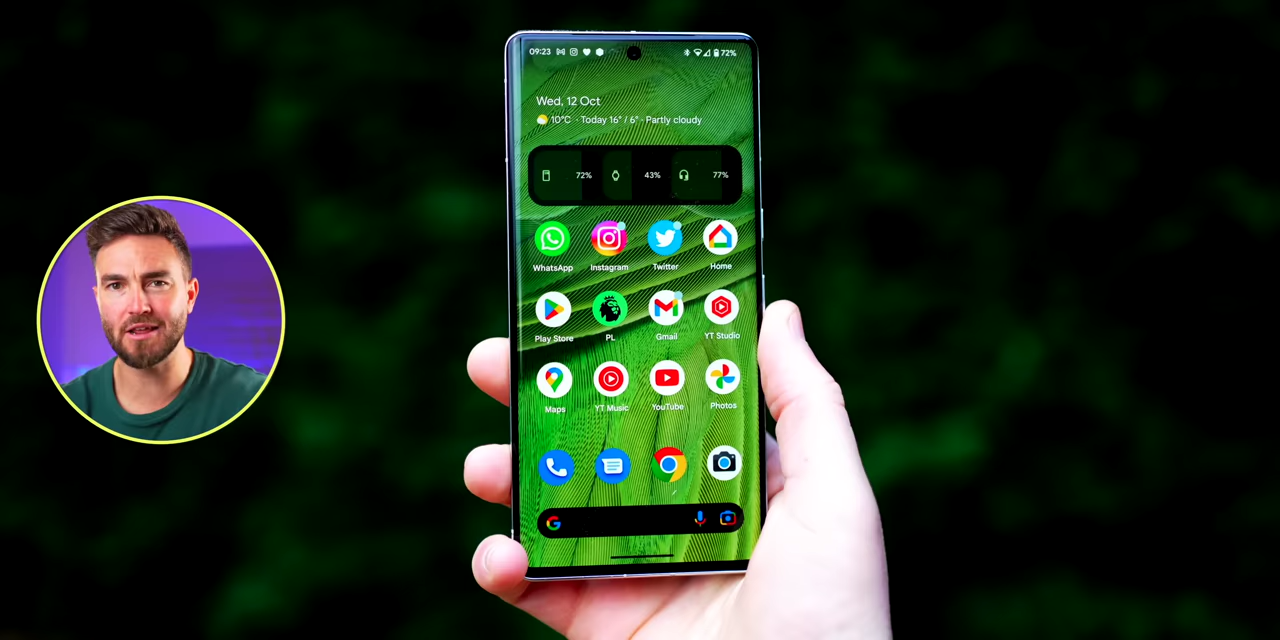 09:23 72%
Wed, 12 Oct
10°C · Today 16° / 6° · Partly cloudy
72% 43% 77%
WhatsApp Instagram Twitter Home
Play Store PL Gmail YT Studio
Maps YT Music YouTube Photos